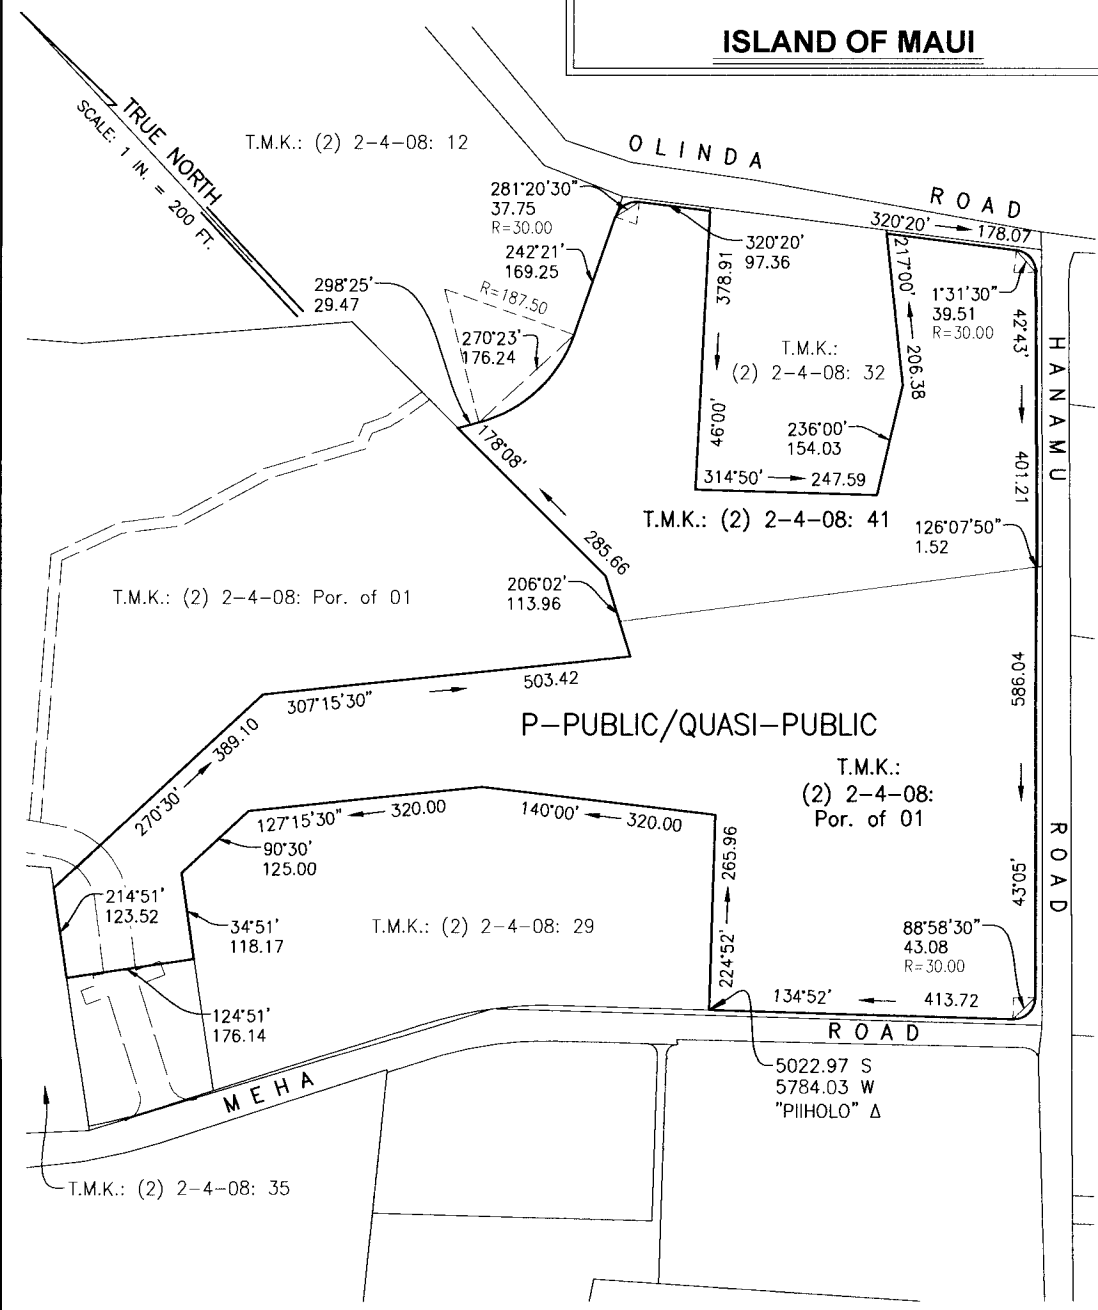 ISLAND OF MAUI
TRUE NORTH
SCALE: 1 IN. = 200 FT.
T.M.K.: (2) 2-4-08: 12
OLINDA
ROAD
281°20'30"
37.75
R=30.00
242°21'
169.25
298°25'
29.47
R=187.50
270°23'
176.24
320°20'
97.36
320°20' 178.07
378.91
46°00'
217°00'
206.38
1°31'30"
39.51
R=30.00
42°43'
401.21
HANAMU
T.M.K.:
(2) 2-4-08: 32
236°00'
154.03
314°50' 247.59
T.M.K.: (2) 2-4-08: 41
126°07'50"
1.52
178°08'
285.66
206°02'
113.96
T.M.K.: (2) 2-4-08: Por. of 01
307°15'30" 503.42
586.04
43°05'
P-PUBLIC/QUASI-PUBLIC
T.M.K.:
(2) 2-4-08:
Por. of 01
270°30' 389.10
127°15'30" 320.00
140°00' 320.00
90°30'
125.00
265.96
224°52'
ROAD
214°51'
123.52
34°51'
118.17
T.M.K.: (2) 2-4-08: 29
88°58'30"
43.08
R=30.00
134°52' 413.72
124°51'
176.14
MEHA
ROAD
5022.97 S
5784.03 W
"PIIHOLO" Δ
T.M.K.: (2) 2-4-08: 35